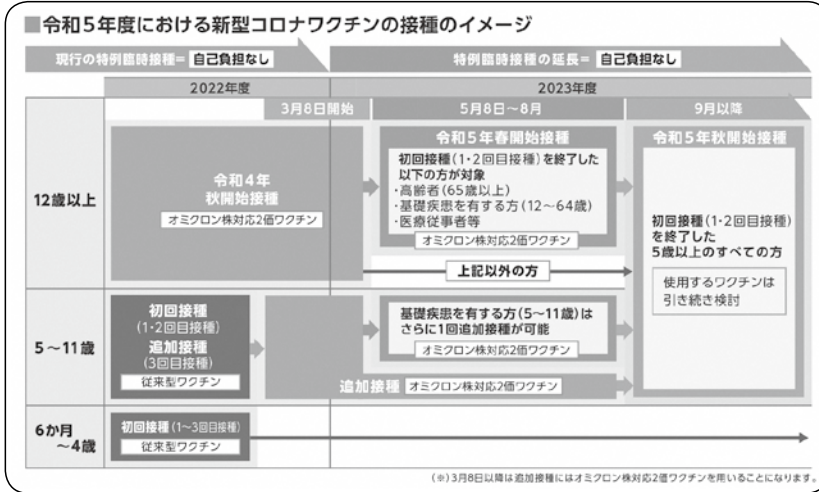 ■令和5年度における新型コロナワクチンの接種のイメージ
現行の特例臨時接種= 自己負担なし
特例臨時接種の延長= 自己負担なし
2022年度
2023年度
3月8日開始
5月8日～8月
9月以降
12歳以上
令和4年
秋開始接種
オミクロン株対応2価ワクチン
令和5年春開始接種
初回接種(1・2回目接種)を終了した
以下の方が対象
・高齢者(65歳以上)
・基礎疾患を有する方(12～64歳)
・医療従事者等
オミクロン株対応2価ワクチン
上記以外の方
令和5年秋開始接種
初回接種(1・2回目接種)
を終了した
5歳以上のすべての方
使用するワクチンは
引き続き検討
5～11歳
初回接種
(1・2回目接種)
追加接種
(3回目接種)
従来型ワクチン
基礎疾患を有する方(5～11歳)は
さらに1回追加接種が可能
オミクロン株対応2価ワクチン
追加接種 オミクロン株対応2価ワクチン
6か月
～4歳
初回接種(1～3回目接種)
従来型ワクチン
(※)3月8日以降は追加接種にはオミクロン株対応2価ワクチンを用いることになります。